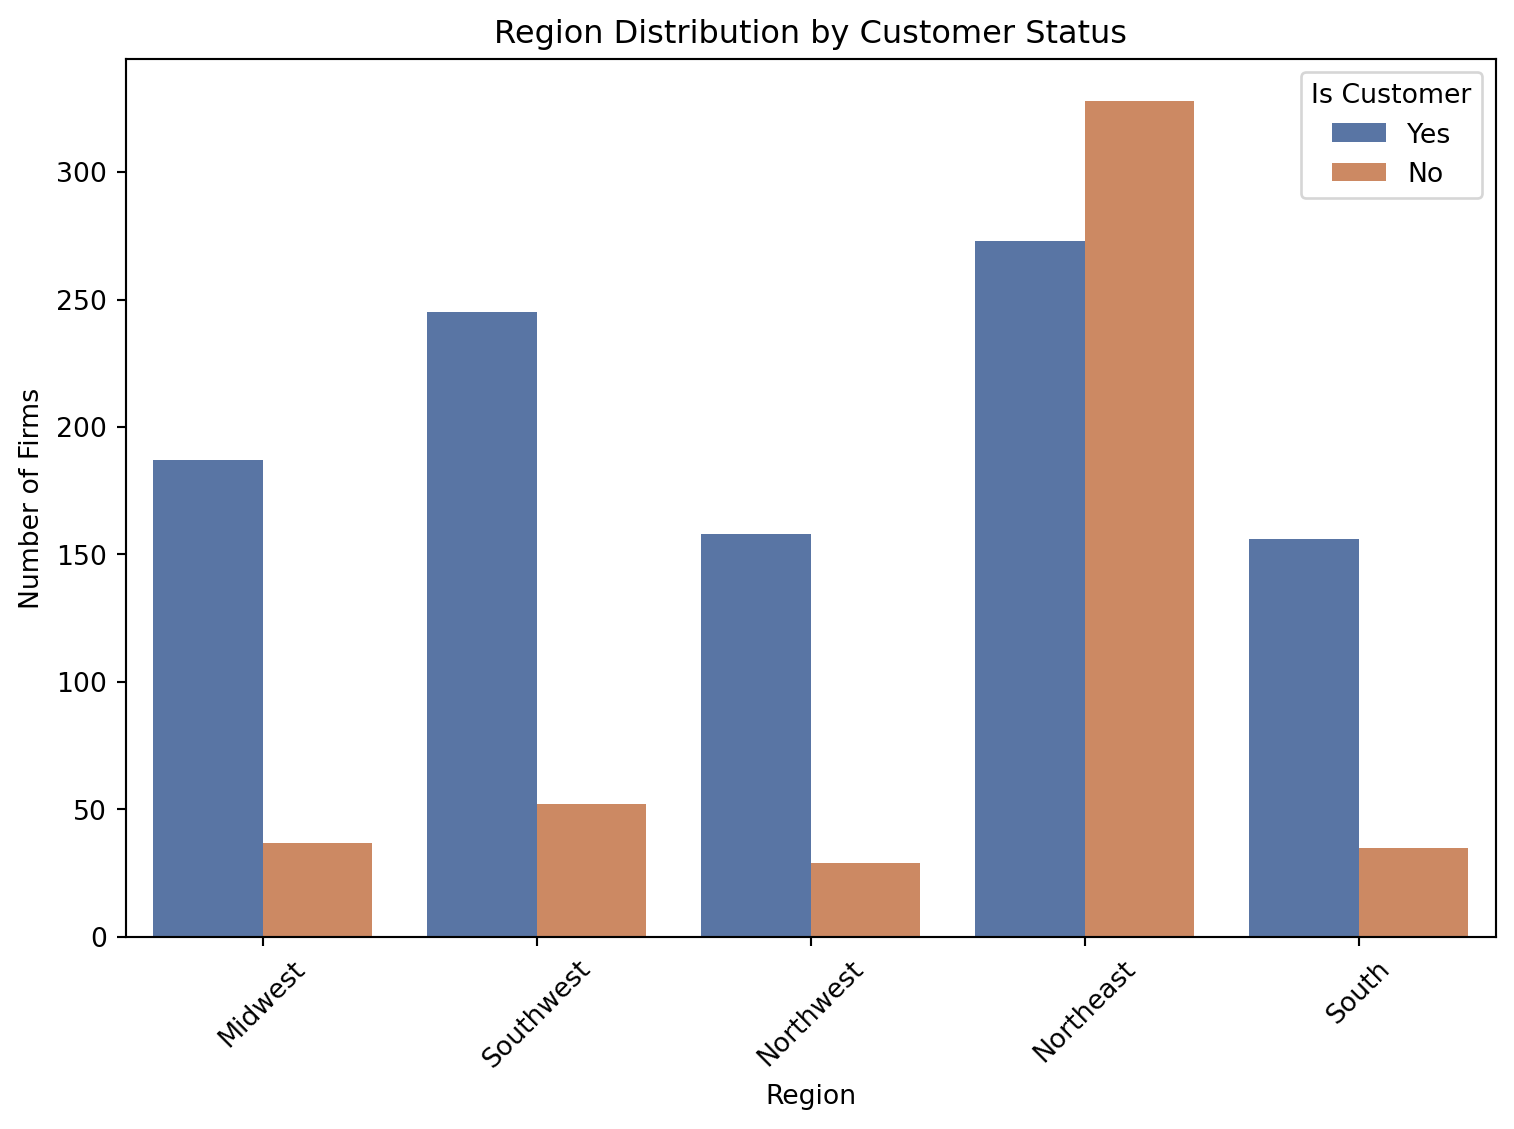 Region Distribution by Customer Status
Is Customer
Yes
No
Number of Firms
300
250
200
150
100
50
0
Midwest
Southwest
Northwest
Northeast
South
Region